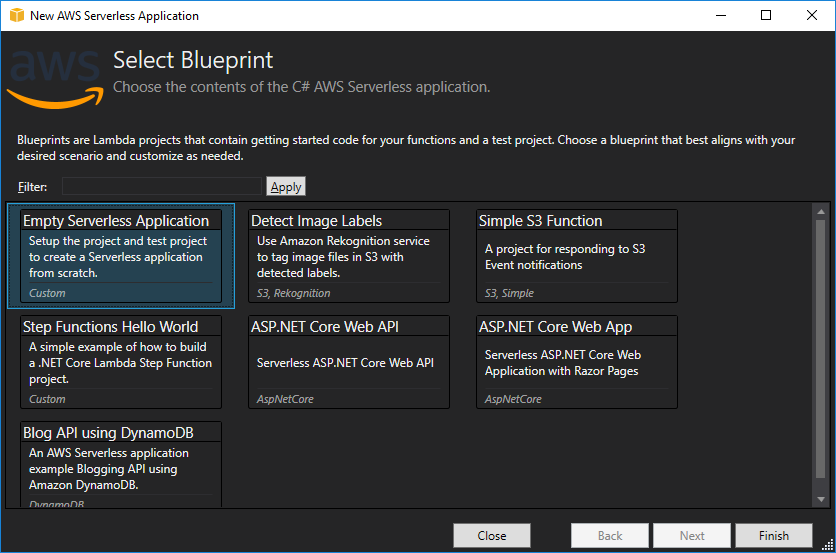 New AWS Serverless Application
aws
Select Blueprint
Choose the contents of the C# AWS Serverless application.
Blueprints are Lambda projects that contain getting started code for your functions and a test project. Choose a blueprint that best aligns with your
desired scenario and customize as needed.
Filter:
Apply
Empty Serverless Application
Setup the project and test project
to create a Serverless application
from scratch.
Custom
Detect Image Labels
Use Amazon Rekognition service
to tag image files in S3 with
detected labels.
S3, Rekognition
Simple S3 Function
A project for responding to S3
Event notifications
S3, Simple
Step Functions Hello World
A simple example of how to build
a .NET Core Lambda Step Function
project.
Custom
ASP.NET Core Web API
Serverless ASP.NET Core Web API
AspNetCore
ASP.NET Core Web App
Serverless ASP.NET Core Web
Application with Razor Pages
AspNetCore
Blog API using DynamoDB
An AWS Serverless application
example Blogging API using
Amazon DynamoDB.
DynamoDB
Close
Back
Next
Finish